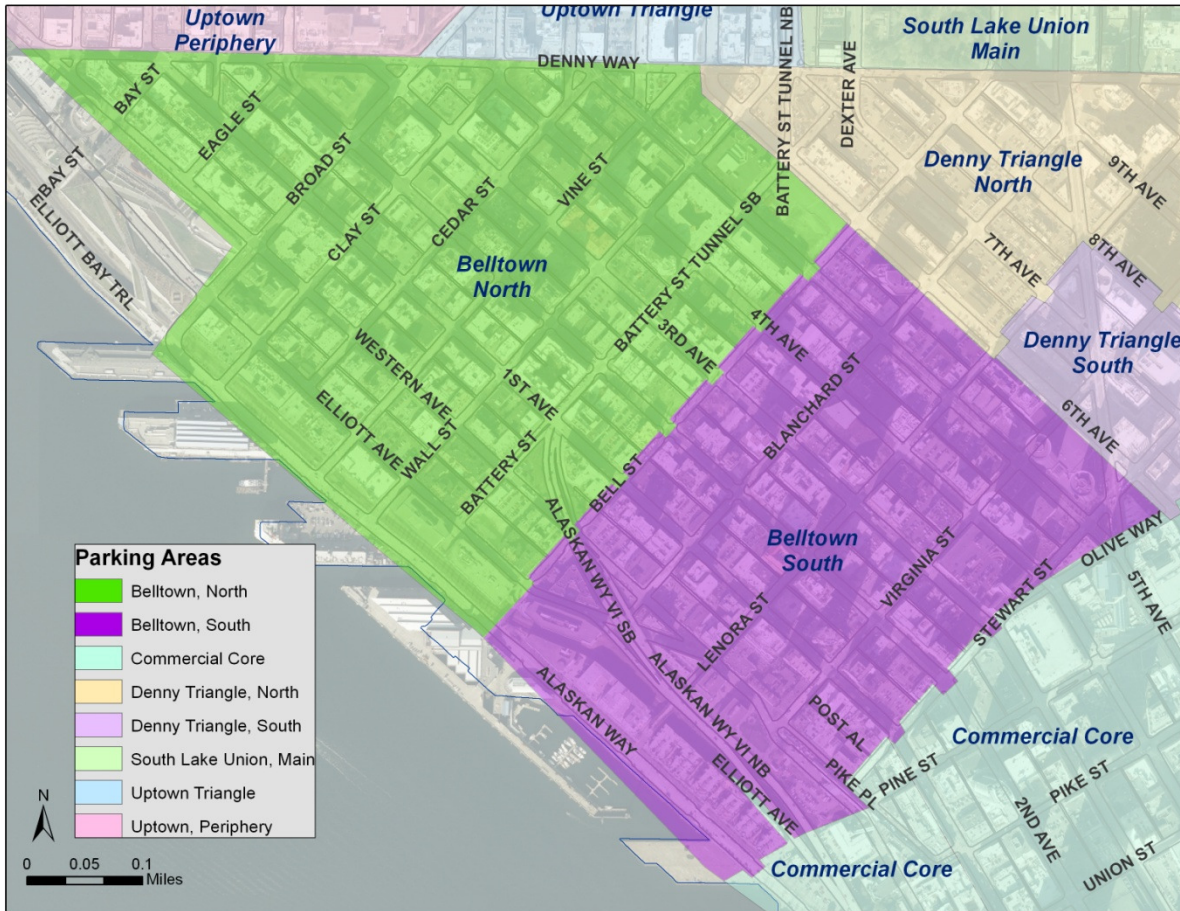 Uptown
Periphery
Uptown Triangle
South Lake Union
Main
DENNY WAY
BATTERY ST TUNNEL NB
DEXTER AVE
BAY ST
EAGLE ST
BROAD ST
CLAY ST
CEDAR ST
VINE ST
BAY ST
ELLIOTT BAY TRL
Denny Triangle
North
9TH AVE
7TH AVE
8TH AVE
Belltown
North
BATTERY ST TUNNEL SB
3RD AVE
4TH AVE
Denny Triangle
South
6TH AVE
WESTERN AVE
1ST AVE
ELLIOTT AVE
WALL ST
BATTERY ST
BELL ST
BLANCHARD ST
ALASKAN WY VI SB
Belltown
South
VIRGINIA ST
OLIVE WAY
STEWART ST
5TH AVE
LENORA ST
ALASKAN WAY
ALASKAN WY VI NB
POST AL
ELLIOTT AVE
PIKE PL
PINE ST
Commercial Core
PIKE ST
2ND AVE
UNION ST
Commercial Core
Parking Areas
Belltown, North
Belltown, South
Commercial Core
Denny Triangle, North
Denny Triangle, South
South Lake Union, Main
Uptown Triangle
Uptown, Periphery
N
0 0.05 0.1
Miles